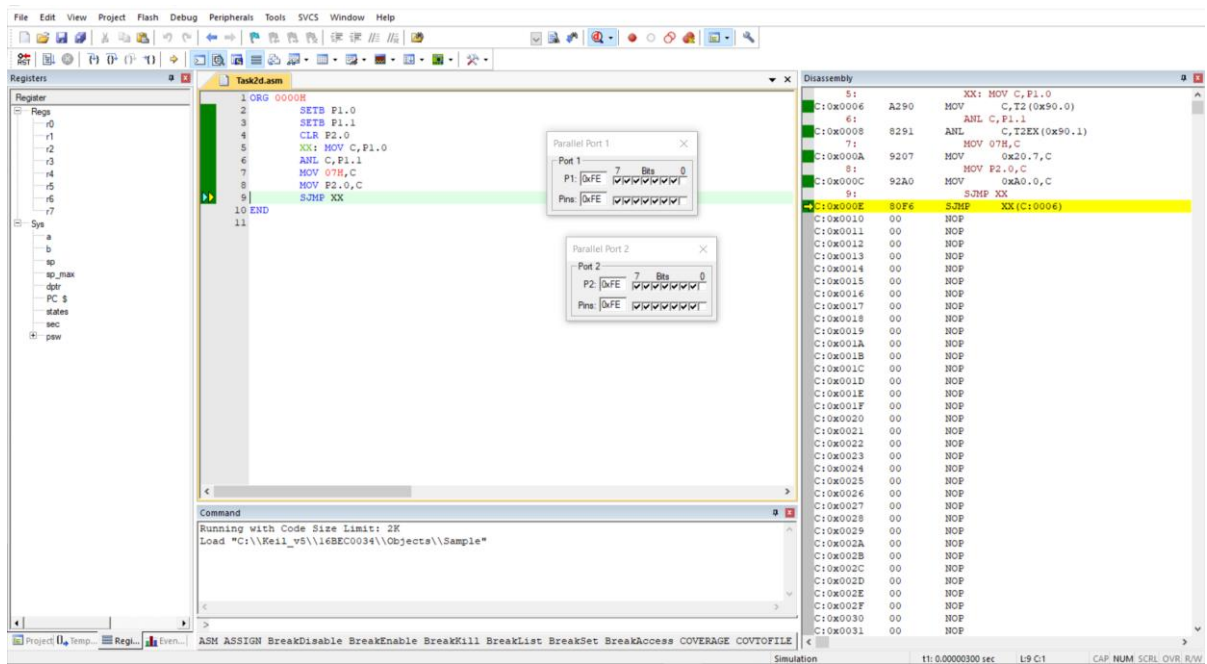 File Edit View Project Flash Debug Peripherals Tools SVCS Window Help
RST
Registers
Register
Regs
r0
r1
r2
r3
r4
r5
r6
r7
Sys
a
b
sp
sp_max
dptr
PC $
states
sec
psw
Project
Temp...
Regi...
Even...
Task2d.asm
1 ORG 0000H
2 SETB P1.0
3 SETB P1.1
4 CLR P2.0
5 XX: MOV C,P1.0
6 ANL C,P1.1
7 MOV 07H,C
8 MOV P2.0,C
9 SJMP XX
10 END
11
Parallel Port 1
Port 1
7 Bits 0
P1: 0xFE
Pins: 0xFE
Parallel Port 2
Port 2
7 Bits 0
P2: 0xFE
Pins: 0xFE
Command
Running with Code Size Limit: 2K
Load "C:\\Keil_v5\\16BEC0034\\Objects\\Sample"
>
ASM ASSIGN BreakDisable BreakEnable BreakKill BreakList BreakSet BreakAccess COVERAGE COVTOFILE
Disassembly
5: XX: MOV C,P1.0
C:0x0006 A290 MOV C,T2(0x90.0)
6: ANL C,P1.1
C:0x0008 8291 ANL C,T2EX(0x90.1)
7: MOV 07H,C
C:0x000A 9207 MOV 0x20.7,C
8: MOV P2.0,C
C:0x000C 92A0 MOV 0xA0.0,C
9: SJMP XX
C:0x000E 80F6 SJMP XX(C:0006)
C:0x0010 00 NOP
C:0x0011 00 NOP
C:0x0012 00 NOP
C:0x0013 00 NOP
C:0x0014 00 NOP
C:0x0015 00 NOP
C:0x0016 00 NOP
C:0x0017 00 NOP
C:0x0018 00 NOP
C:0x0019 00 NOP
C:0x001A 00 NOP
C:0x001B 00 NOP
C:0x001C 00 NOP
C:0x001D 00 NOP
C:0x001E 00 NOP
C:0x001F 00 NOP
C:0x0020 00 NOP
C:0x0021 00 NOP
C:0x0022 00 NOP
C:0x0023 00 NOP
C:0x0024 00 NOP
C:0x0025 00 NOP
C:0x0026 00 NOP
C:0x0027 00 NOP
C:0x0028 00 NOP
C:0x0029 00 NOP
C:0x002A 00 NOP
C:0x002B 00 NOP
C:0x002C 00 NOP
C:0x002D 00 NOP
C:0x002E 00 NOP
C:0x002F 00 NOP
C:0x0030 00 NOP
C:0x0031 00 NOP
Simulation t1: 0.00000300 sec L:9 C:1 CAP NUM SCRL OVR R/W